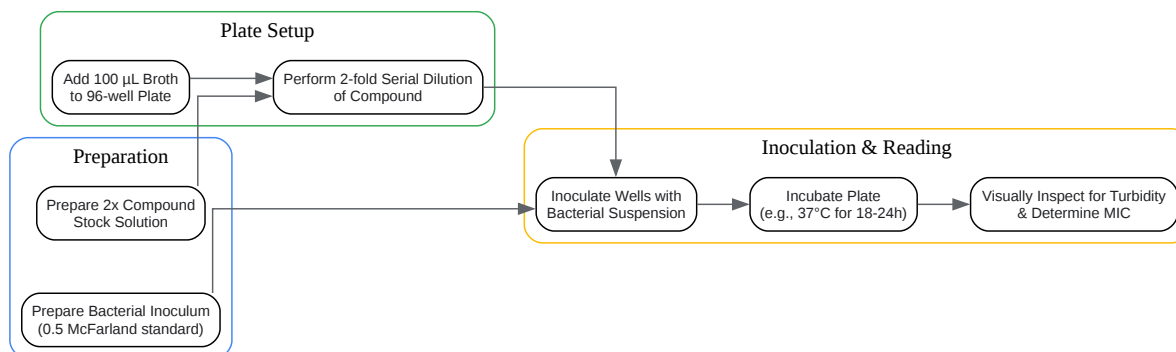 Plate Setup
Add 100 µL Broth
to 96-well Plate
Perform 2-fold Serial Dilution
of Compound
Preparation
Prepare 2x Compound
Stock Solution
Prepare Bacterial Inoculum
(0.5 McFarland standard)
Inoculation & Reading
Inoculate Wells with
Bacterial Suspension
Incubate Plate
(e.g., 37°C for 18-24h)
Visually Inspect for Turbidity
& Determine MIC